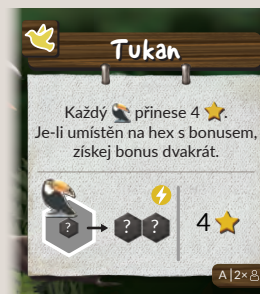 Tukan
Každý přinese 4 .
Je-li umístěn na hex s bonusem,
získej bonus dvakrát.
? ? ? 4
A | 2×